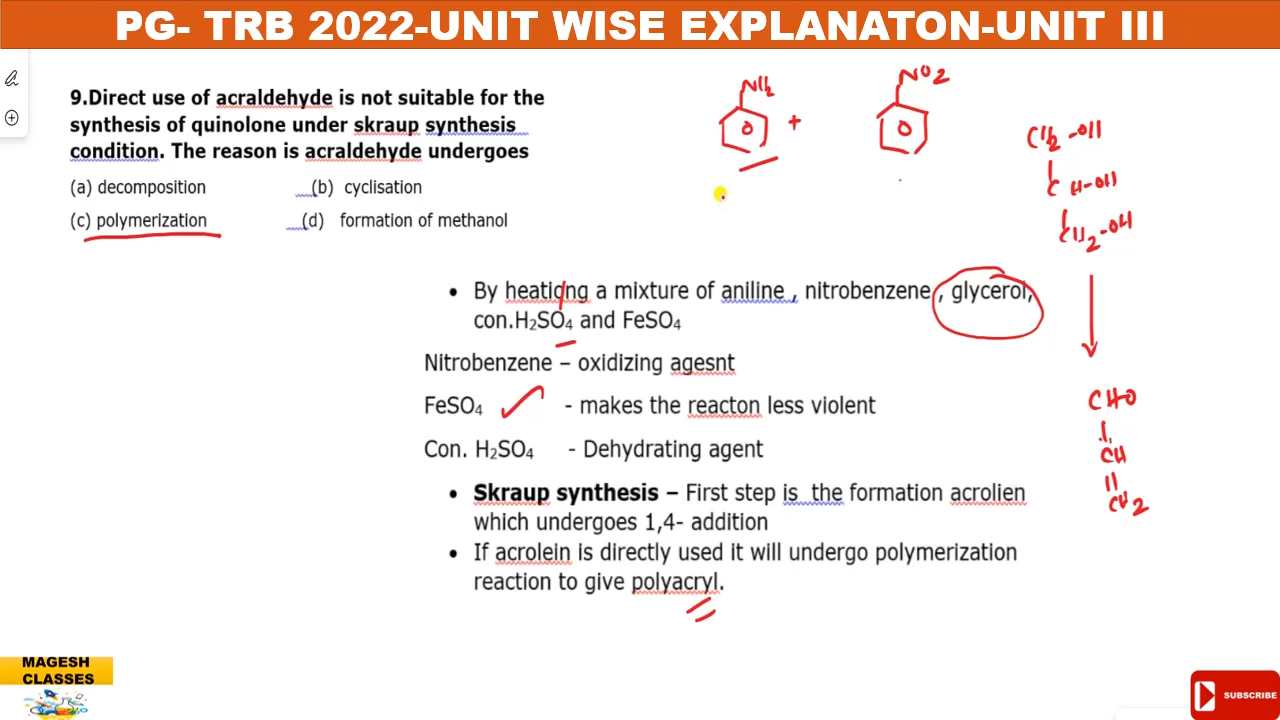 PG- TRB 2022-UNIT WISE EXPLANATON-UNIT III
9.Direct use of acraldehyde is not suitable for the
synthesis of quinolone under skraup synthesis
condition. The reason is acraldehyde undergoes
(a) decomposition (b) cyclisation
(c) polymerization (d) formation of methanol
NH2
+
NO2
CH2-OH
CH-OH
CH2-OH
• By heationg a mixture of aniline , nitrobenzene , glycerol,
con.H2SO4 and FeSO4
Nitrobenzene – oxidizing agesnt
FeSO4 - makes the reacton less violent
Con. H2SO4 - Dehydrating agent
CHO
CH
CH2
• Skraup synthesis – First step is the formation acrolien
which undergoes 1,4- addition
• If acrolein is directly used it will undergo polymerization
reaction to give polyacryl.
MAGESH
CLASSES
SUBSCRIBE